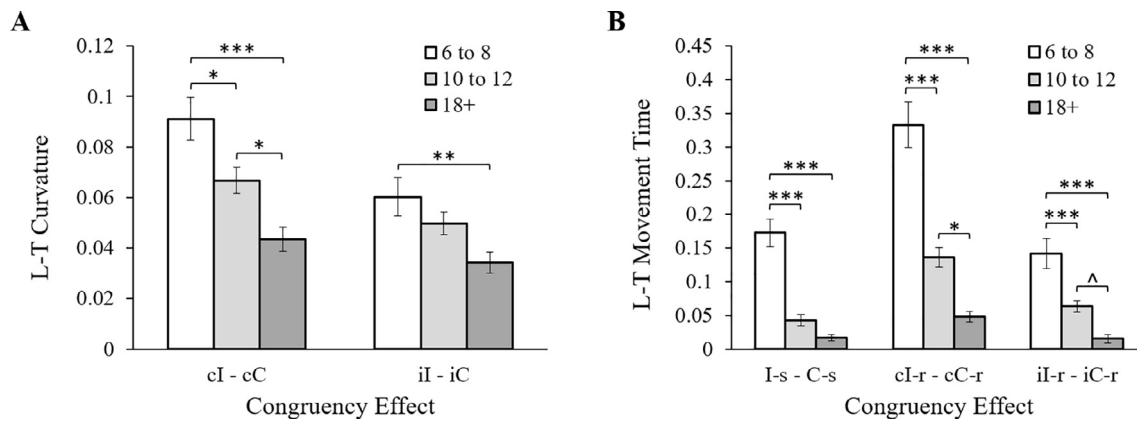 A
B
0.12
0.1
0.08
0.06
0.04
0.02
0
L-T Curvature
6 to 8
10 to 12
18+
***
*
*
**
cI - cC
iI - iC
Congruency Effect
0.45
0.4
0.35
0.3
0.25
0.2
0.15
0.1
0.05
0
L-T Movement Time
6 to 8
10 to 12
18+
***
***
***
***
*
***
***
^
I-s - C-s
cI-r - cC-r
iI-r - iC-r
Congruency Effect